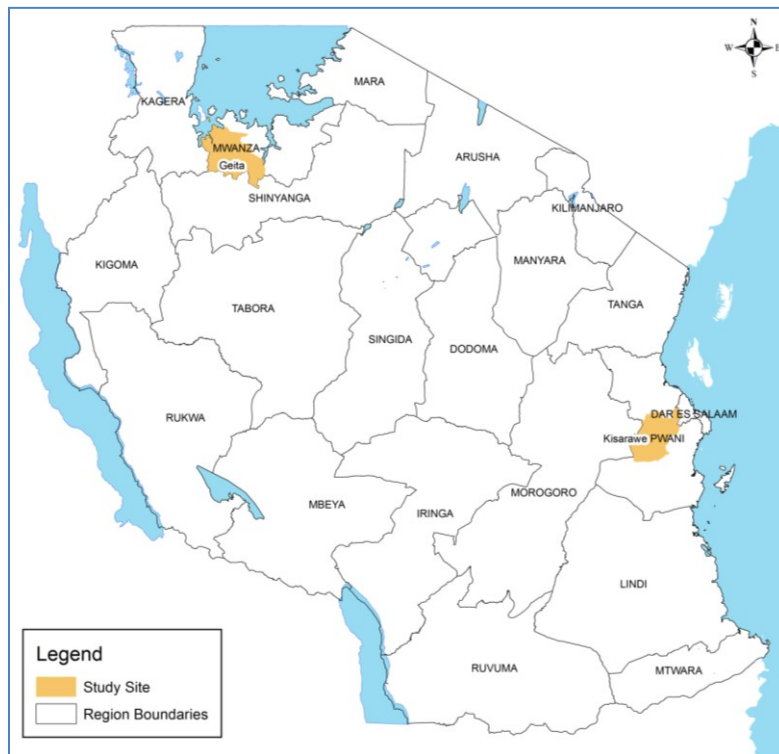 N
W E
S
MARA
KAGERA
MWANZA
Geita
ARUSHA
SHINYANGA
KILIMANJARO
KIGOMA
MANYARA
TABORA
TANGA
SINGIDA
DODOMA
DAR ES SALAAM
RUKWA
Kisarawe PWANI
MBEYA
IRINGA
MOROGORO
LINDI
RUVUMA
MTWARA
Legend
Study Site
Region Boundaries